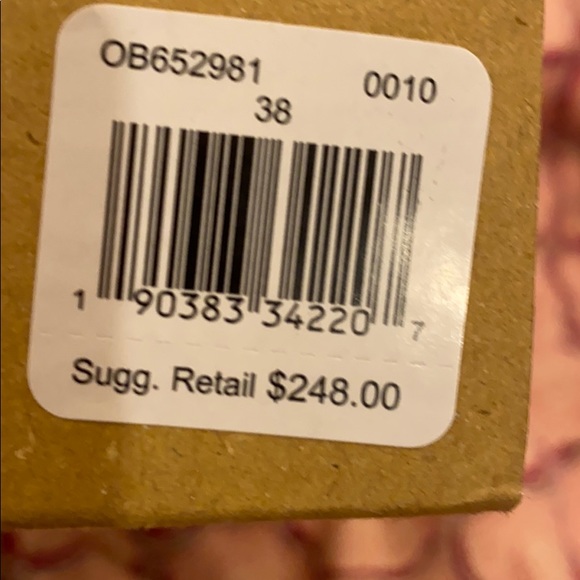 OB652981 0010
38
1 90383 34220 7
Sugg. Retail $248.00